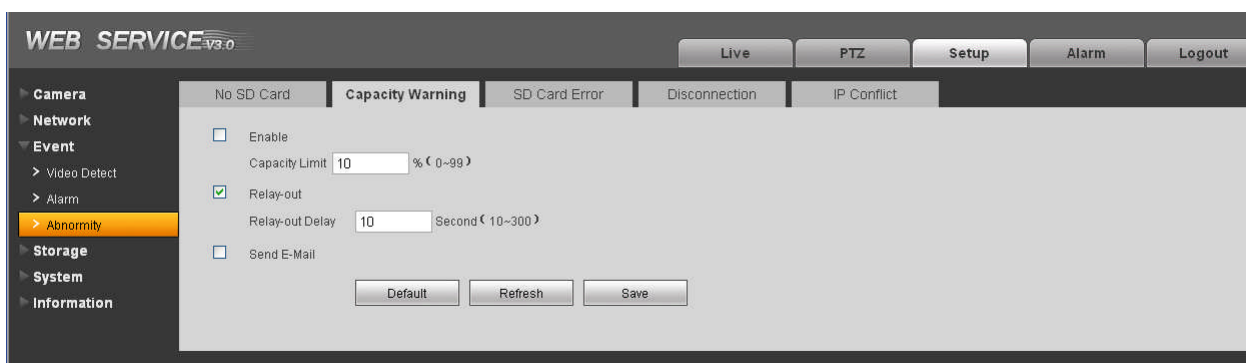 WEB SERVICE V3.0
Live PTZ Setup Alarm Logout
Camera
Network
Event
> Video Detect
> Alarm
> Abnormity
Storage
System
Information
No SD Card Capacity Warning SD Card Error Disconnection IP Conflict
Enable
Capacity Limit 10 % ( 0~99 )
Relay-out
Relay-out Delay 10 Second ( 10~300 )
Send E-Mail
Default Refresh Save